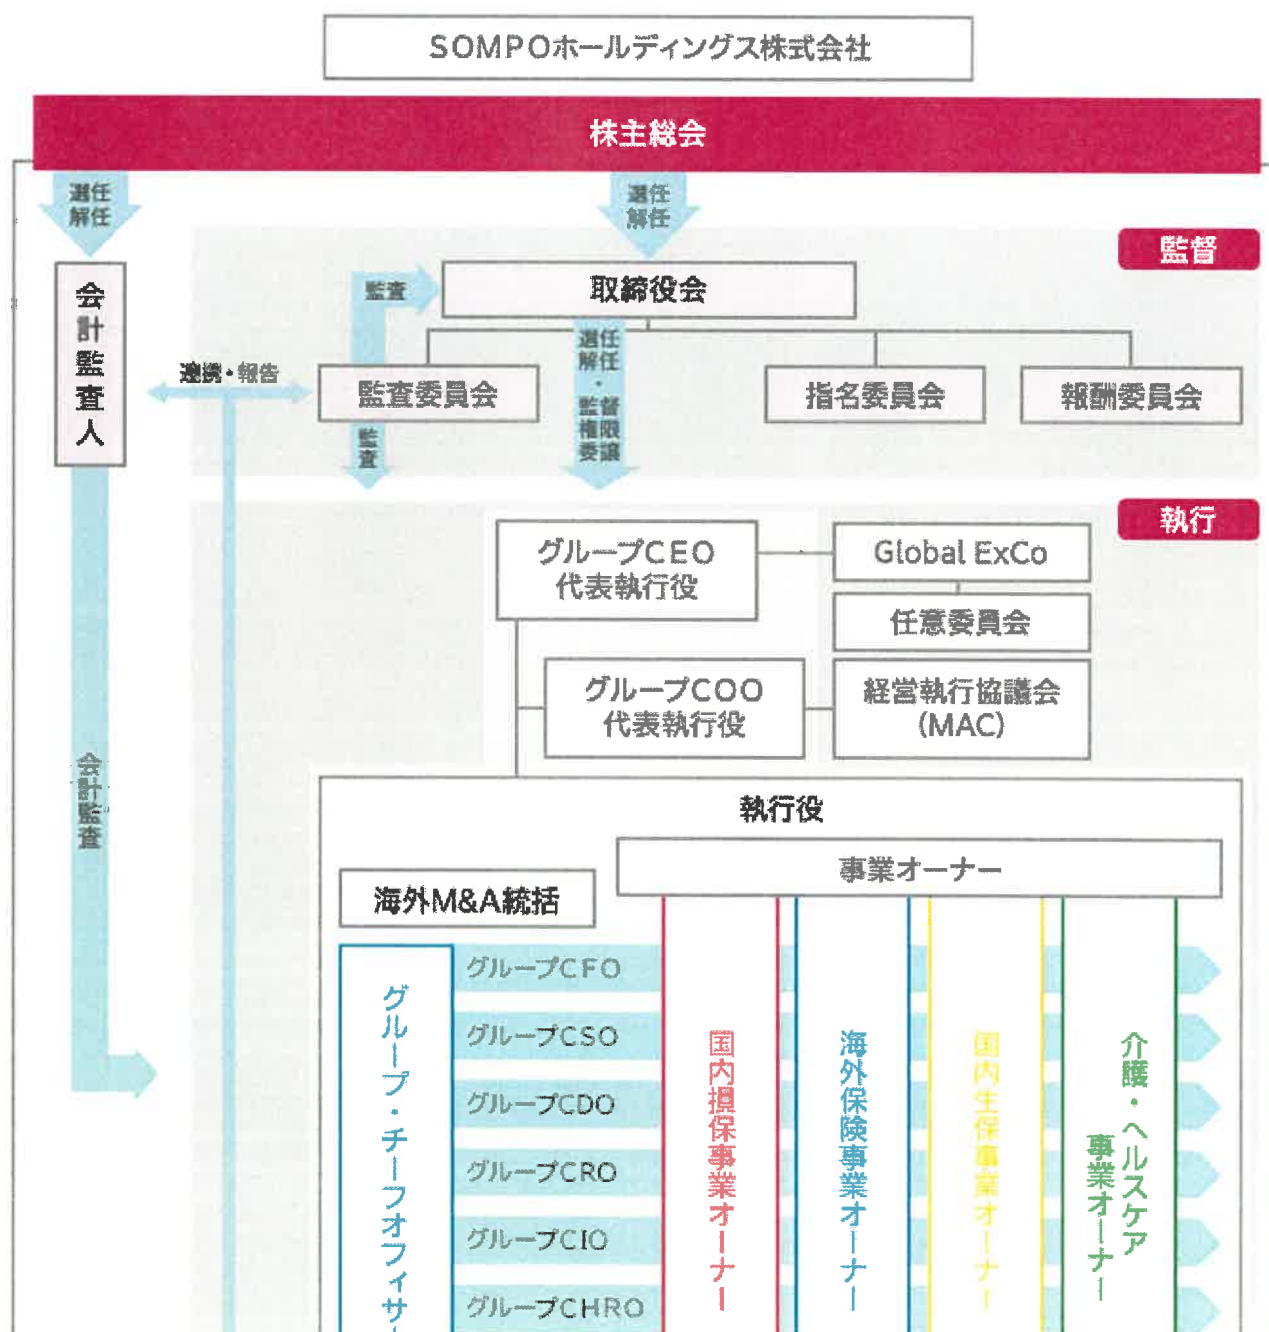 SOMPOホールディングス株式会社
株主総会
選任
解任
選任
解任
監督
会計監査人
監査
取締役会
連携・報告
選任
解任
・
監督
権限
委譲
監査委員会
指名委員会
報酬委員会
監査
執行
グループCEO
代表執行役
Global ExCo
任意委員会
グループCOO
代表執行役
経営執行協議会
(MAC)
会計監査
執行役
事業オーナー
海外M&A統括
グループ・チーフオフィサー
グループCFO
グループCSO
グループCDO
グループCRO
グループCIO
グループCHRO
国内損保事業オーナー
海外保険事業オーナー
国内生保事業オーナー
介護・ヘルスケア
事業オーナー